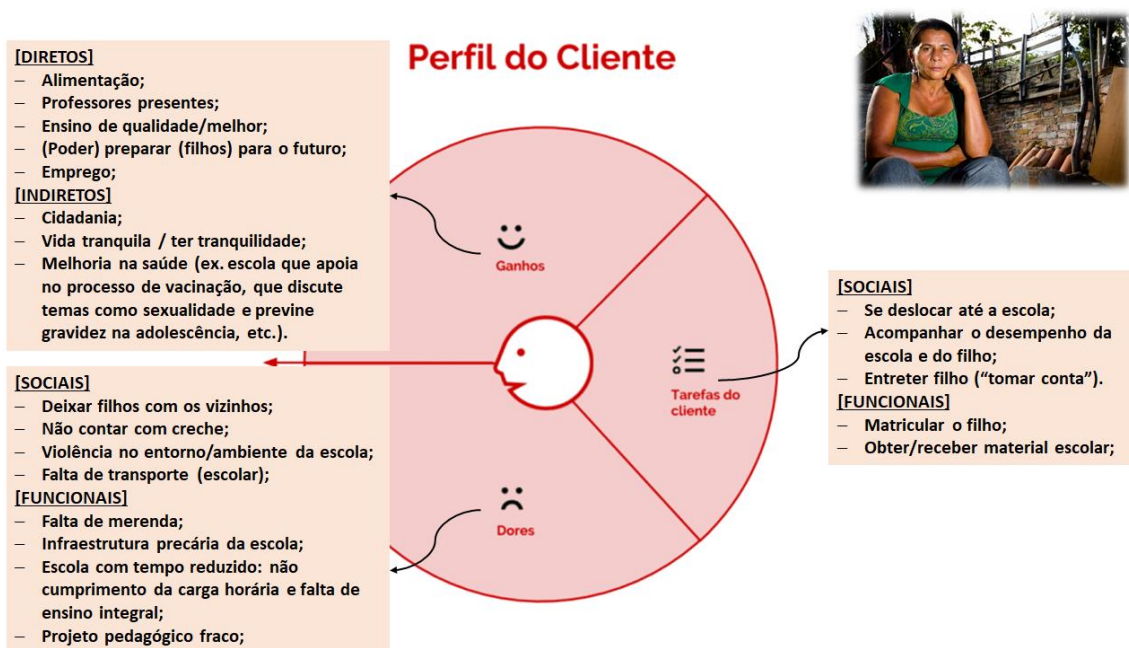 Perfil do Cliente
[DIRETOS]
– Alimentação;
– Professores presentes;
– Ensino de qualidade/melhor;
– (Poder) preparar (filhos) para o futuro;
– Emprego;
[INDIRETOS]
– Cidadania;
– Vida tranquila / ter tranquilidade;
– Melhoria na saúde (ex. escola que apoia
no processo de vacinação, que discute
temas como sexualidade e previne
gravidez na adolescência, etc.).
Ganhos
[SOCIAIS]
– Se deslocar até a escola;
– Acompanhar o desempenho da
escola e do filho;
– Entreter filho (“tomar conta”).
[FUNCIONAIS]
– Matricular o filho;
– Obter/receber material escolar;
Tarefas do
cliente
[SOCIAIS]
– Deixar filhos com os vizinhos;
– Não contar com creche;
– Violência no entorno/ambiente da escola;
– Falta de transporte (escolar);
[FUNCIONAIS]
– Falta de merenda;
– Infraestrutura precária da escola;
– Escola com tempo reduzido: não
cumprimento da carga horária e falta de
ensino integral;
– Projeto pedagógico fraco;
Dores